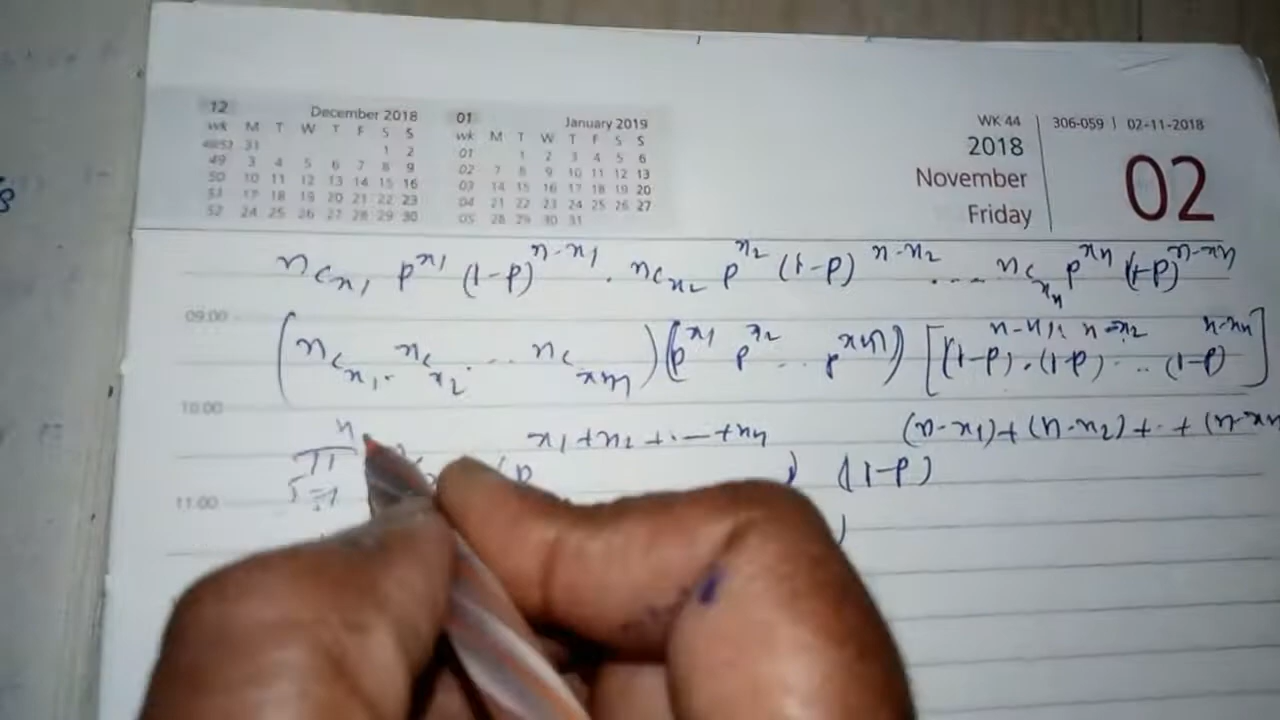 12 December 2018
wk M T W T F S S
48/53 31 1 2
49 3 4 5 6 7 8 9
50 10 11 12 13 14 15 16
51 17 18 19 20 21 22 23
52 24 25 26 27 28 29 30
01 January 2019
wk M T W T F S S
01 1 2 3 4 5 6
02 7 8 9 10 11 12 13
03 14 15 16 17 18 19 20
04 21 22 23 24 25 26 27
05 28 29 30 31
WK 44
2018
November
Friday
306-059 | 02-11-2018
02
nCx1 p^x1 (1-p)^n-x1 . nCx2 p^x2 (1-p)^n-x2 .... nCxn p^xn (1-p)^n-xn
09:00
(nCx1 . nCx2 ... nCxn) (p^x1 p^x2 ... p^xn) [(1-p)^n-x1 . (1-p)^n-x2 ... (1-p)^n-xn]
10:00
x1+x2+...+xn (n-x1)+(n-x2)+...+(n-xn)
n
π
i=1
p ) (1-p)
11:00